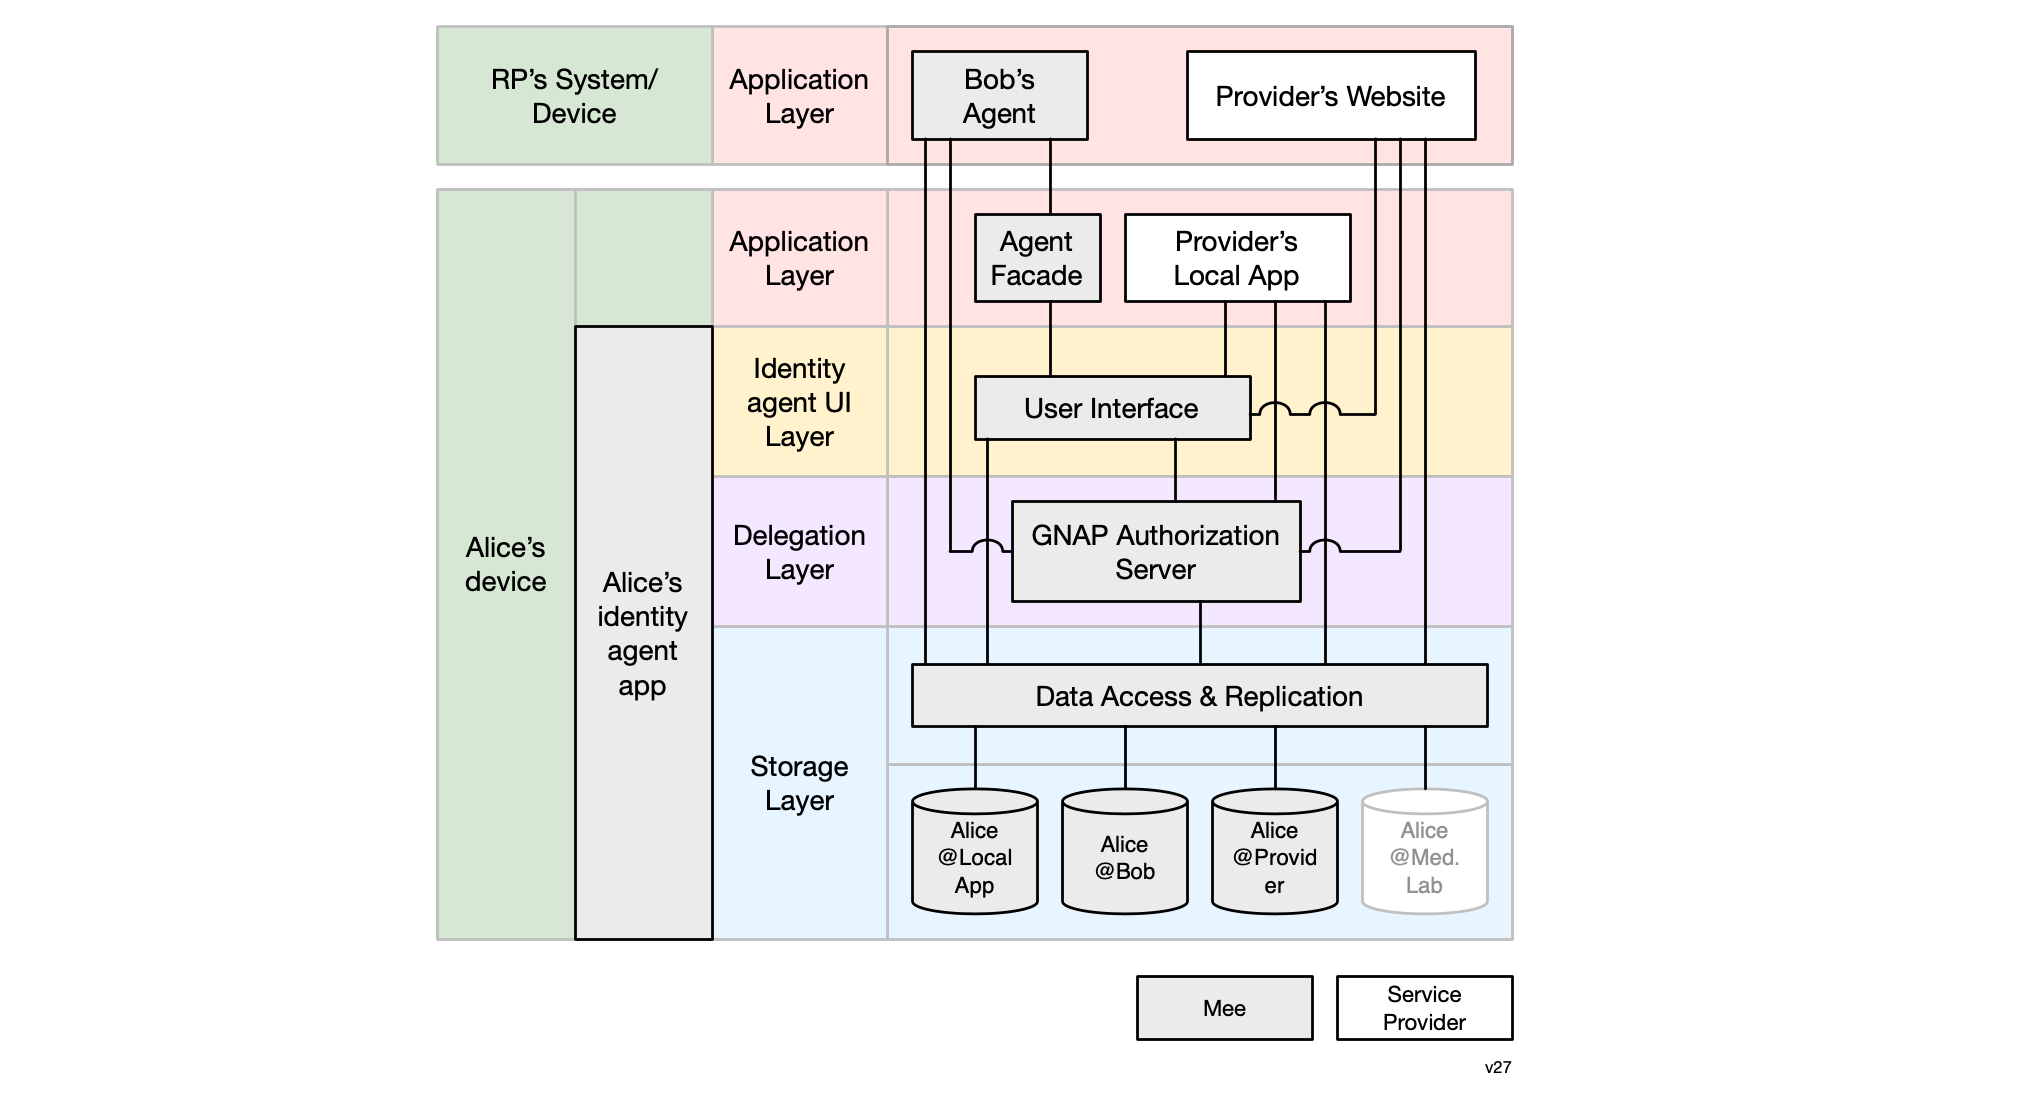 RP’s System/
Device
Application
Layer
Bob’s
Agent
Provider’s Website
Application
Layer
Agent
Facade
Provider’s
Local App
Identity
agent UI
Layer
User Interface
Alice’s
device
Alice’s
identity
agent
app
Delegation
Layer
GNAP Authorization
Server
Storage
Layer
Data Access & Replication
Alice
@Local
App
Alice
@Bob
Alice
@Provid
er
Alice
@Med.
Lab
Mee
Service
Provider
v27